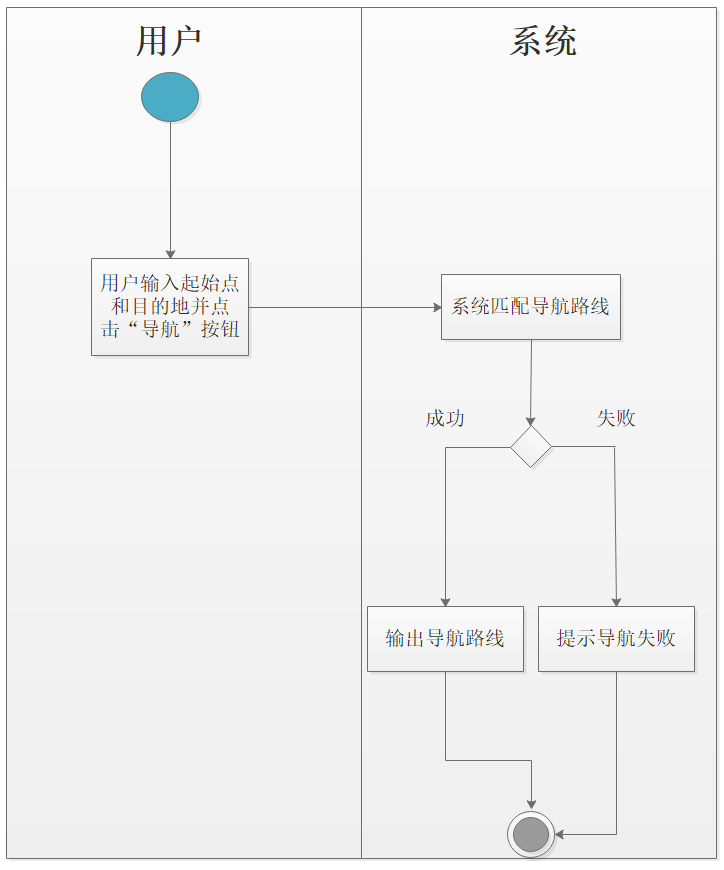 用户
系统
用户输入起始点
和目的地并点
击“导航”按钮
系统匹配导航路线
成功
失败
输出导航路线
提示导航失败